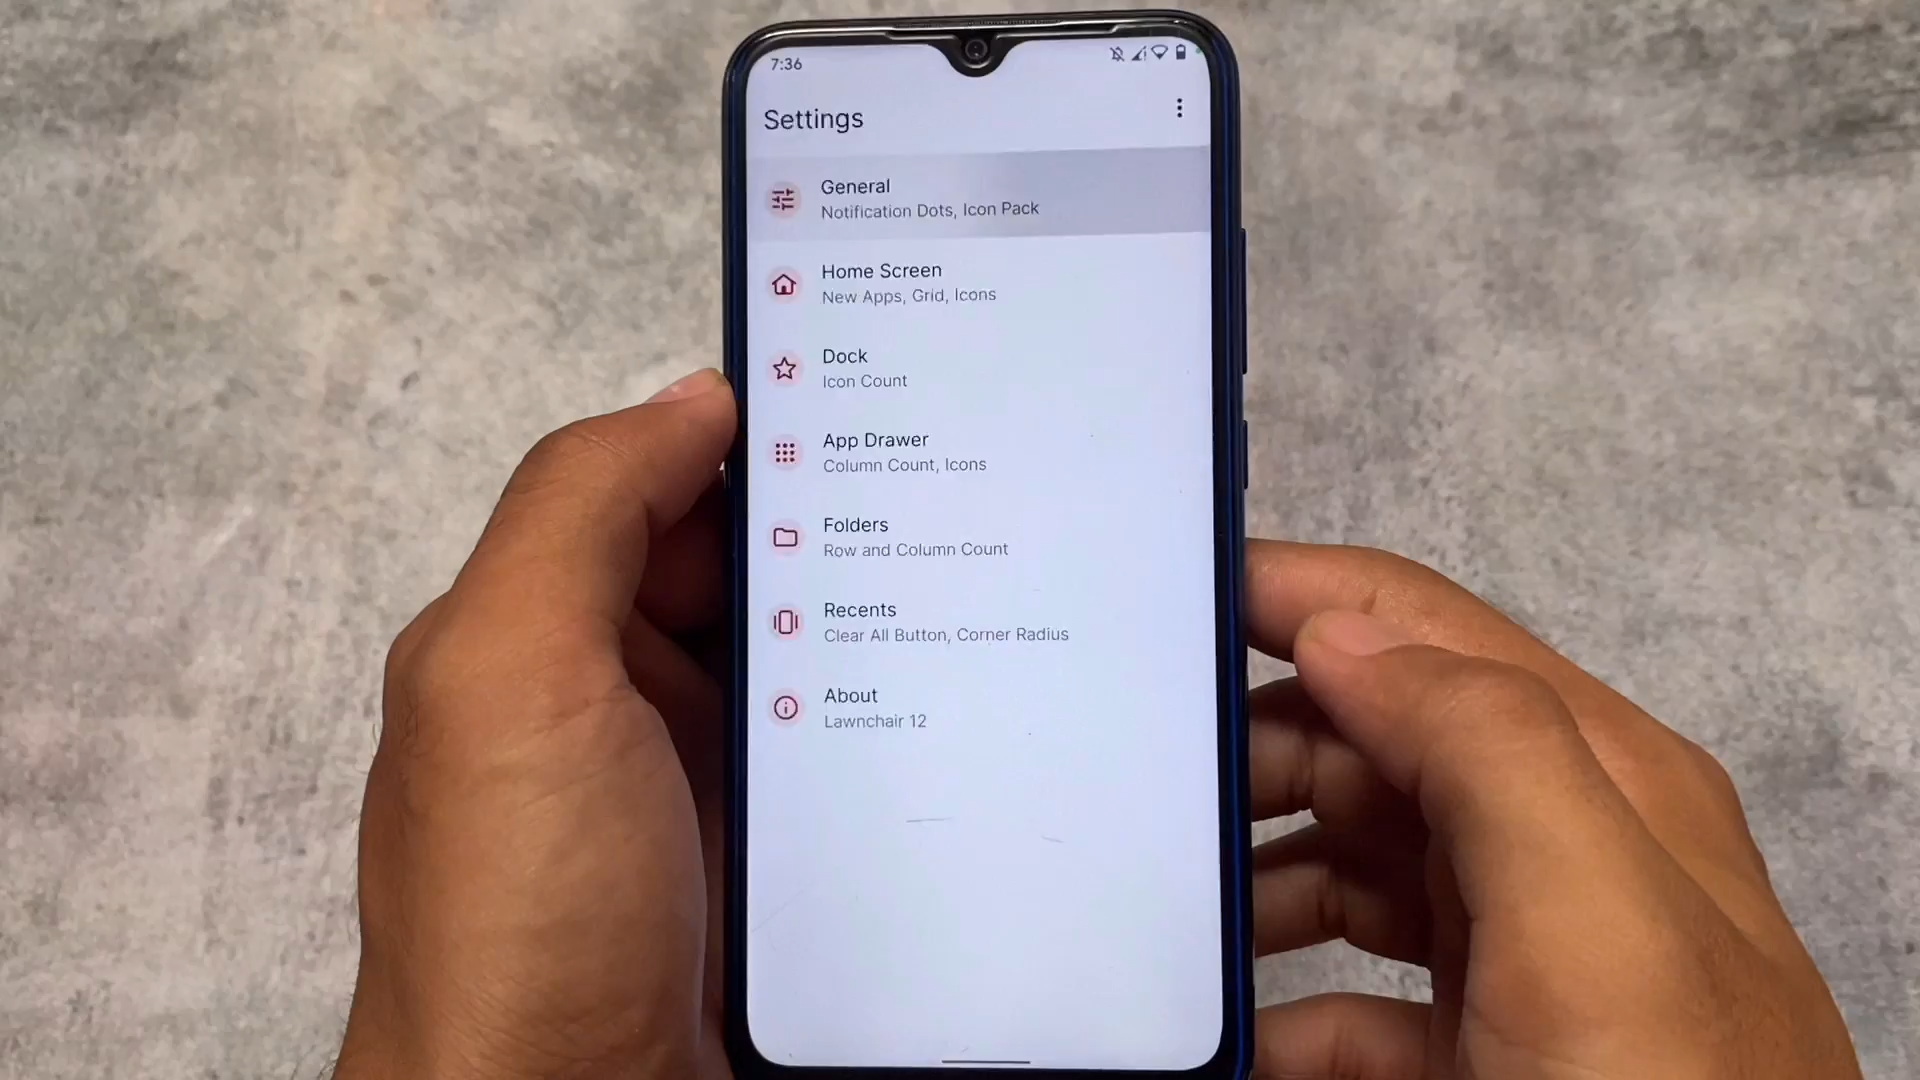 7:36
Settings
General
Notification Dots, Icon Pack
Home Screen
New Apps, Grid, Icons
Dock
Icon Count
App Drawer
Column Count, Icons
Folders
Row and Column Count
Recents
Clear All Button, Corner Radius
About
Lawnchair 12